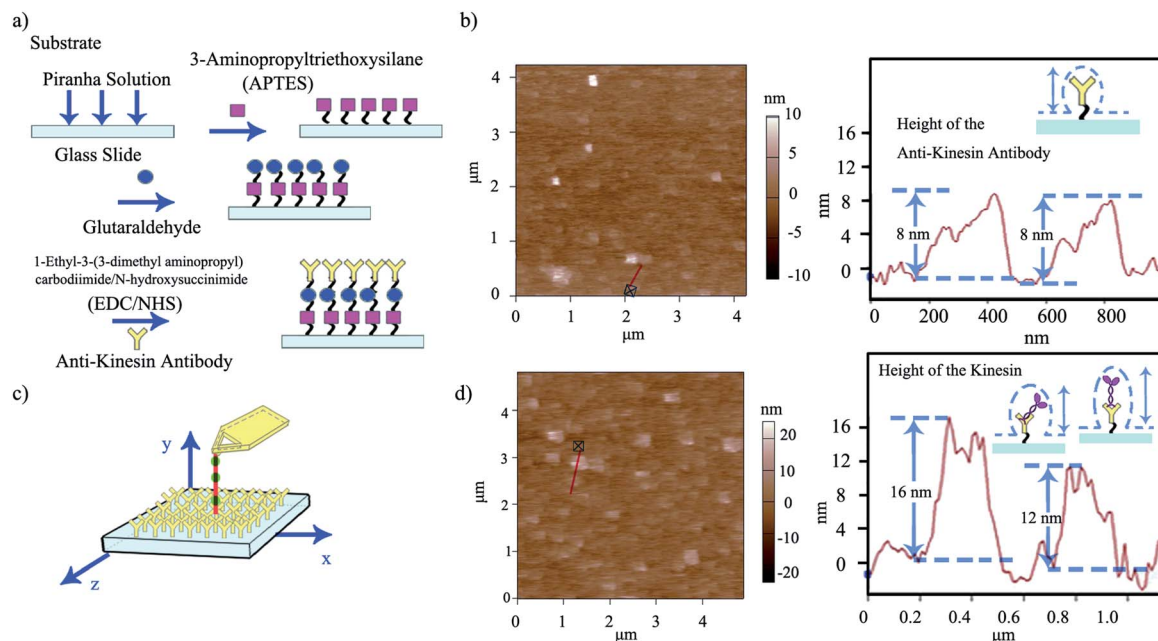 a)
Substrate
Piranha Solution
Glass Slide
3-Aminopropyltriethoxysilane
(APTES)
Glutaraldehyde
1-Ethyl-3-(3-dimethyl aminopropyl)
carbodiimide/N-hydroxysuccinimide
(EDC/NHS)
Anti-Kinesin Antibody
b)
μm
4
3
2
1
0
0 1 2 3 4
μm
nm
10
5
0
-5
-10
Height of the
Anti-Kinesin Antibody
nm
16
12
8
4
0
8 nm
8 nm
0 200 400 600 800
nm
c)
y
x
z
d)
μm
4
3
2
1
0
0 1 2 3 4
μm
nm
20
10
0
-10
-20
Height of the Kinesin
nm
16
12
8
4
0
16 nm
12 nm
0 0.2 0.4 0.6 0.8 1.0
μm